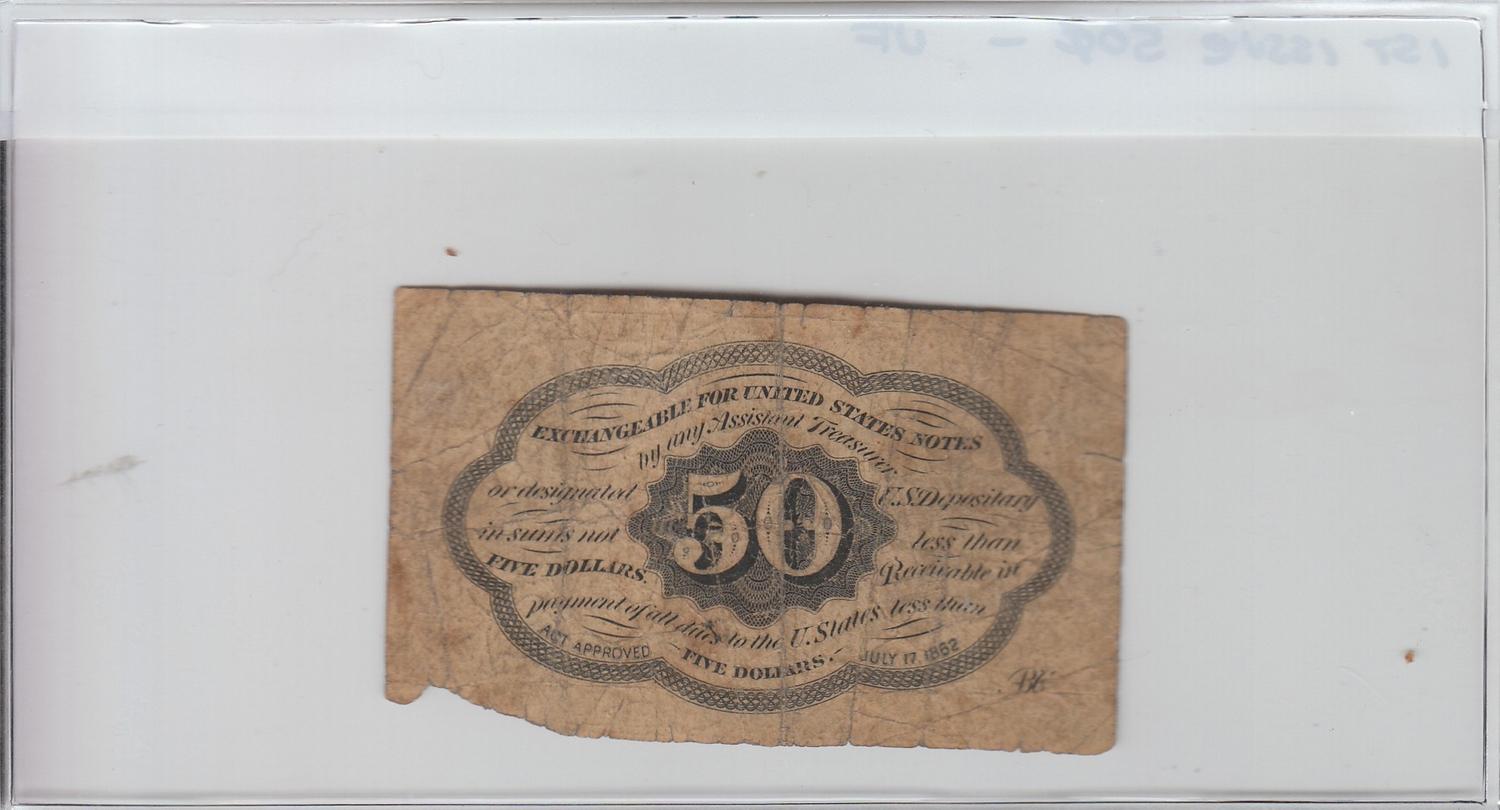 1ST ISSUE 50¢ - VF
EXCHANGEABLE FOR UNITED STATES NOTES
by any Assistant Treasurer
or designated U.S. Depositary
50
in sums not less than
FIVE DOLLARS. Receivable in
payment of all dues to the U. States less than
FIVE DOLLARS.
ACT APPROVED JULY 17, 1862